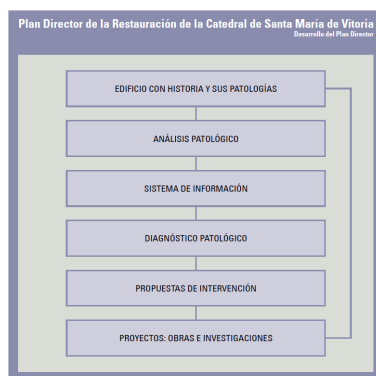 Plan Director de la Restauración de la Catedral de Santa Maria de Vitoria
Desarrollo del Plan Director
EDIFICIO CON HISTORIA Y SUS PATOLOGÍAS
ANÁLISIS PATOLÓGICO
SISTEMA DE INFORMACIÓN
DIAGNÓSTICO PATOLÓGICO
PROPUESTAS DE INTERVENCIÓN
PROYECTOS: OBRAS E INVESTIGACIONES